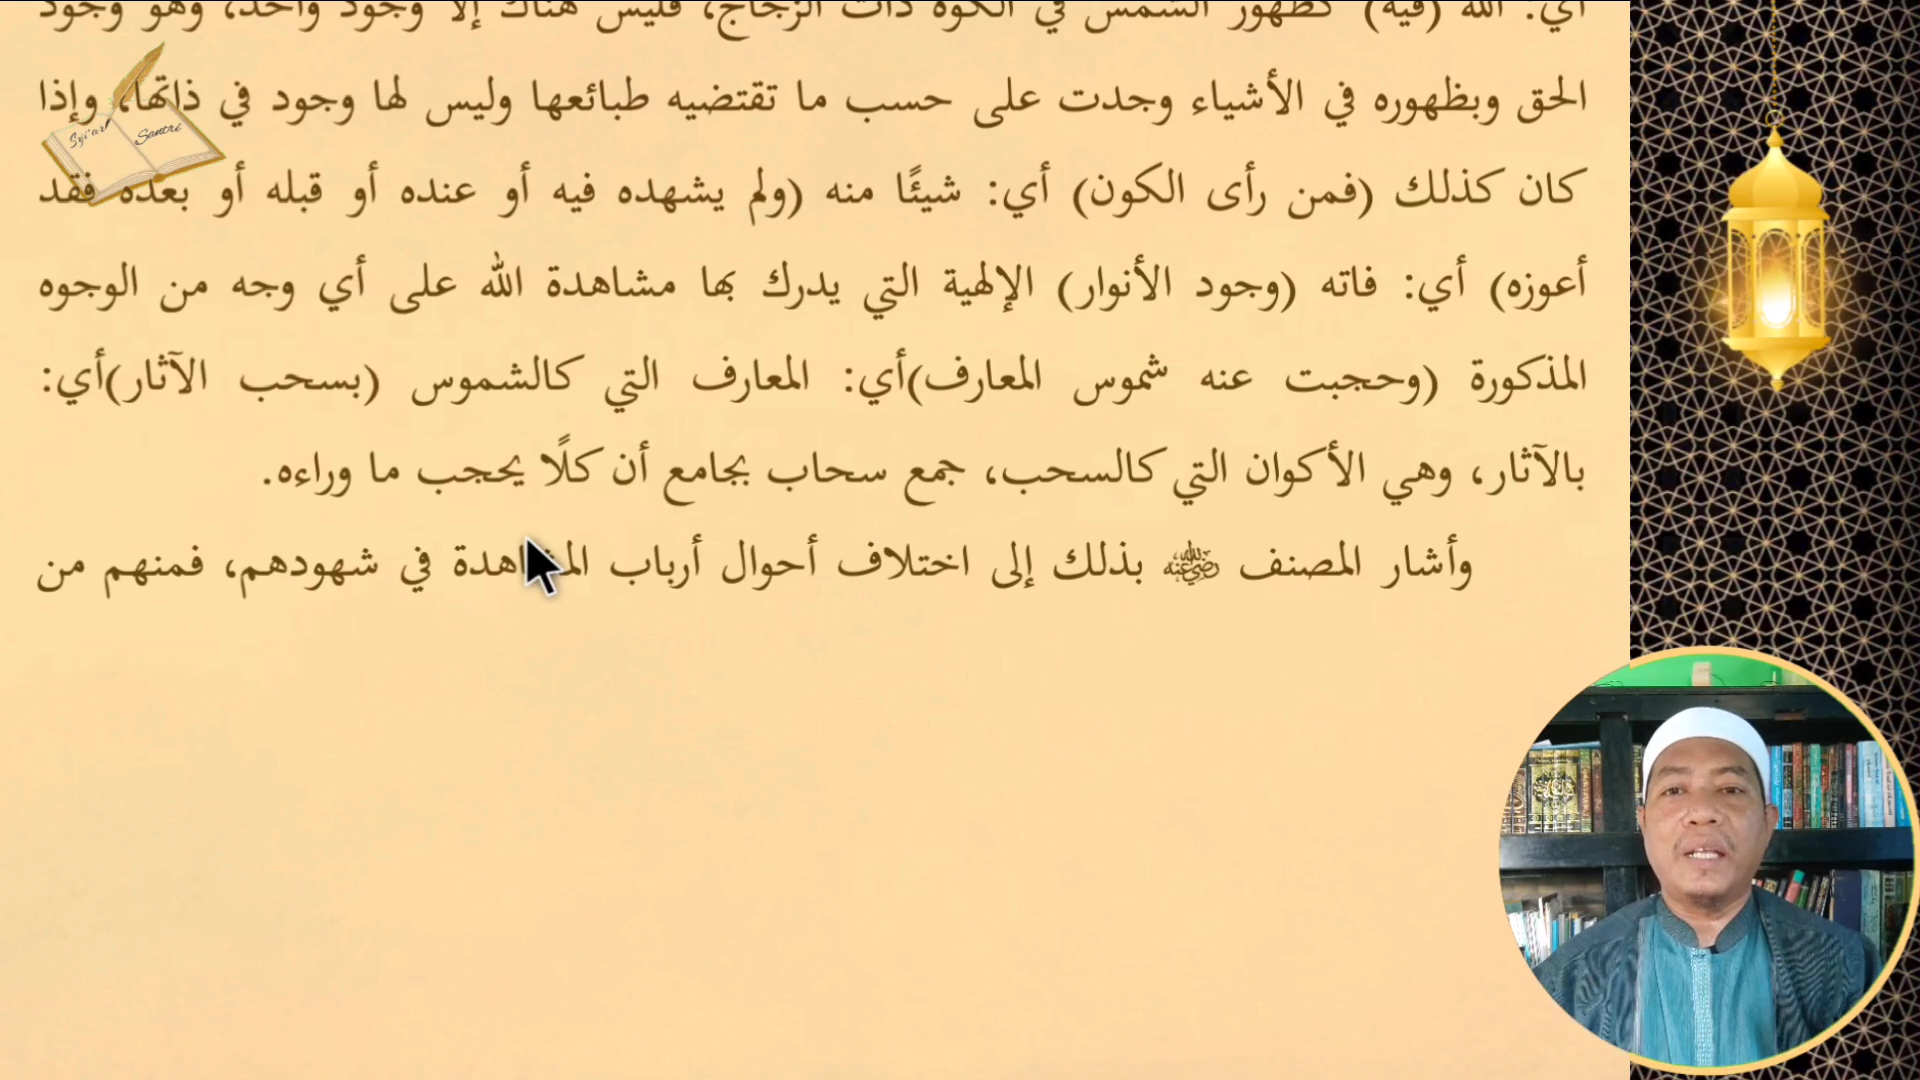 أي: الله (فيه) كظهور الشمس في الكوة ذات الزجاج، فليس هناك إلا وجود واحد، وهو وجود
الحق وبظهوره في الأشياء وجدت على حسب ما تقتضيه طبائعها وليس لها وجود في ذاتها، وإذا
كان كذلك (فمن رأى الكون) أي: شيئًا منه (ولم يشهده فيه أو عنده أو قبله أو بعده فقد
أعوزه) أي: فاته (وجود الأنوار) الإلهية التي يدرك بها مشاهدة الله على أي وجه من الوجوه
المذكورة (وحجبت عنه شموس المعارف)أي: المعارف التي كالشموس (بسحب الآثار)أي:
بالآثار، وهي الأكوان التي كالسحب، جمع سحاب بجامع أن كلًا يحجب ما وراءه.
وأشار المصنف رضي الله عنه بذلك إلى اختلاف أحوال أرباب المشاهدة في شهودهم، فمنهم من
Syi'ar Santri